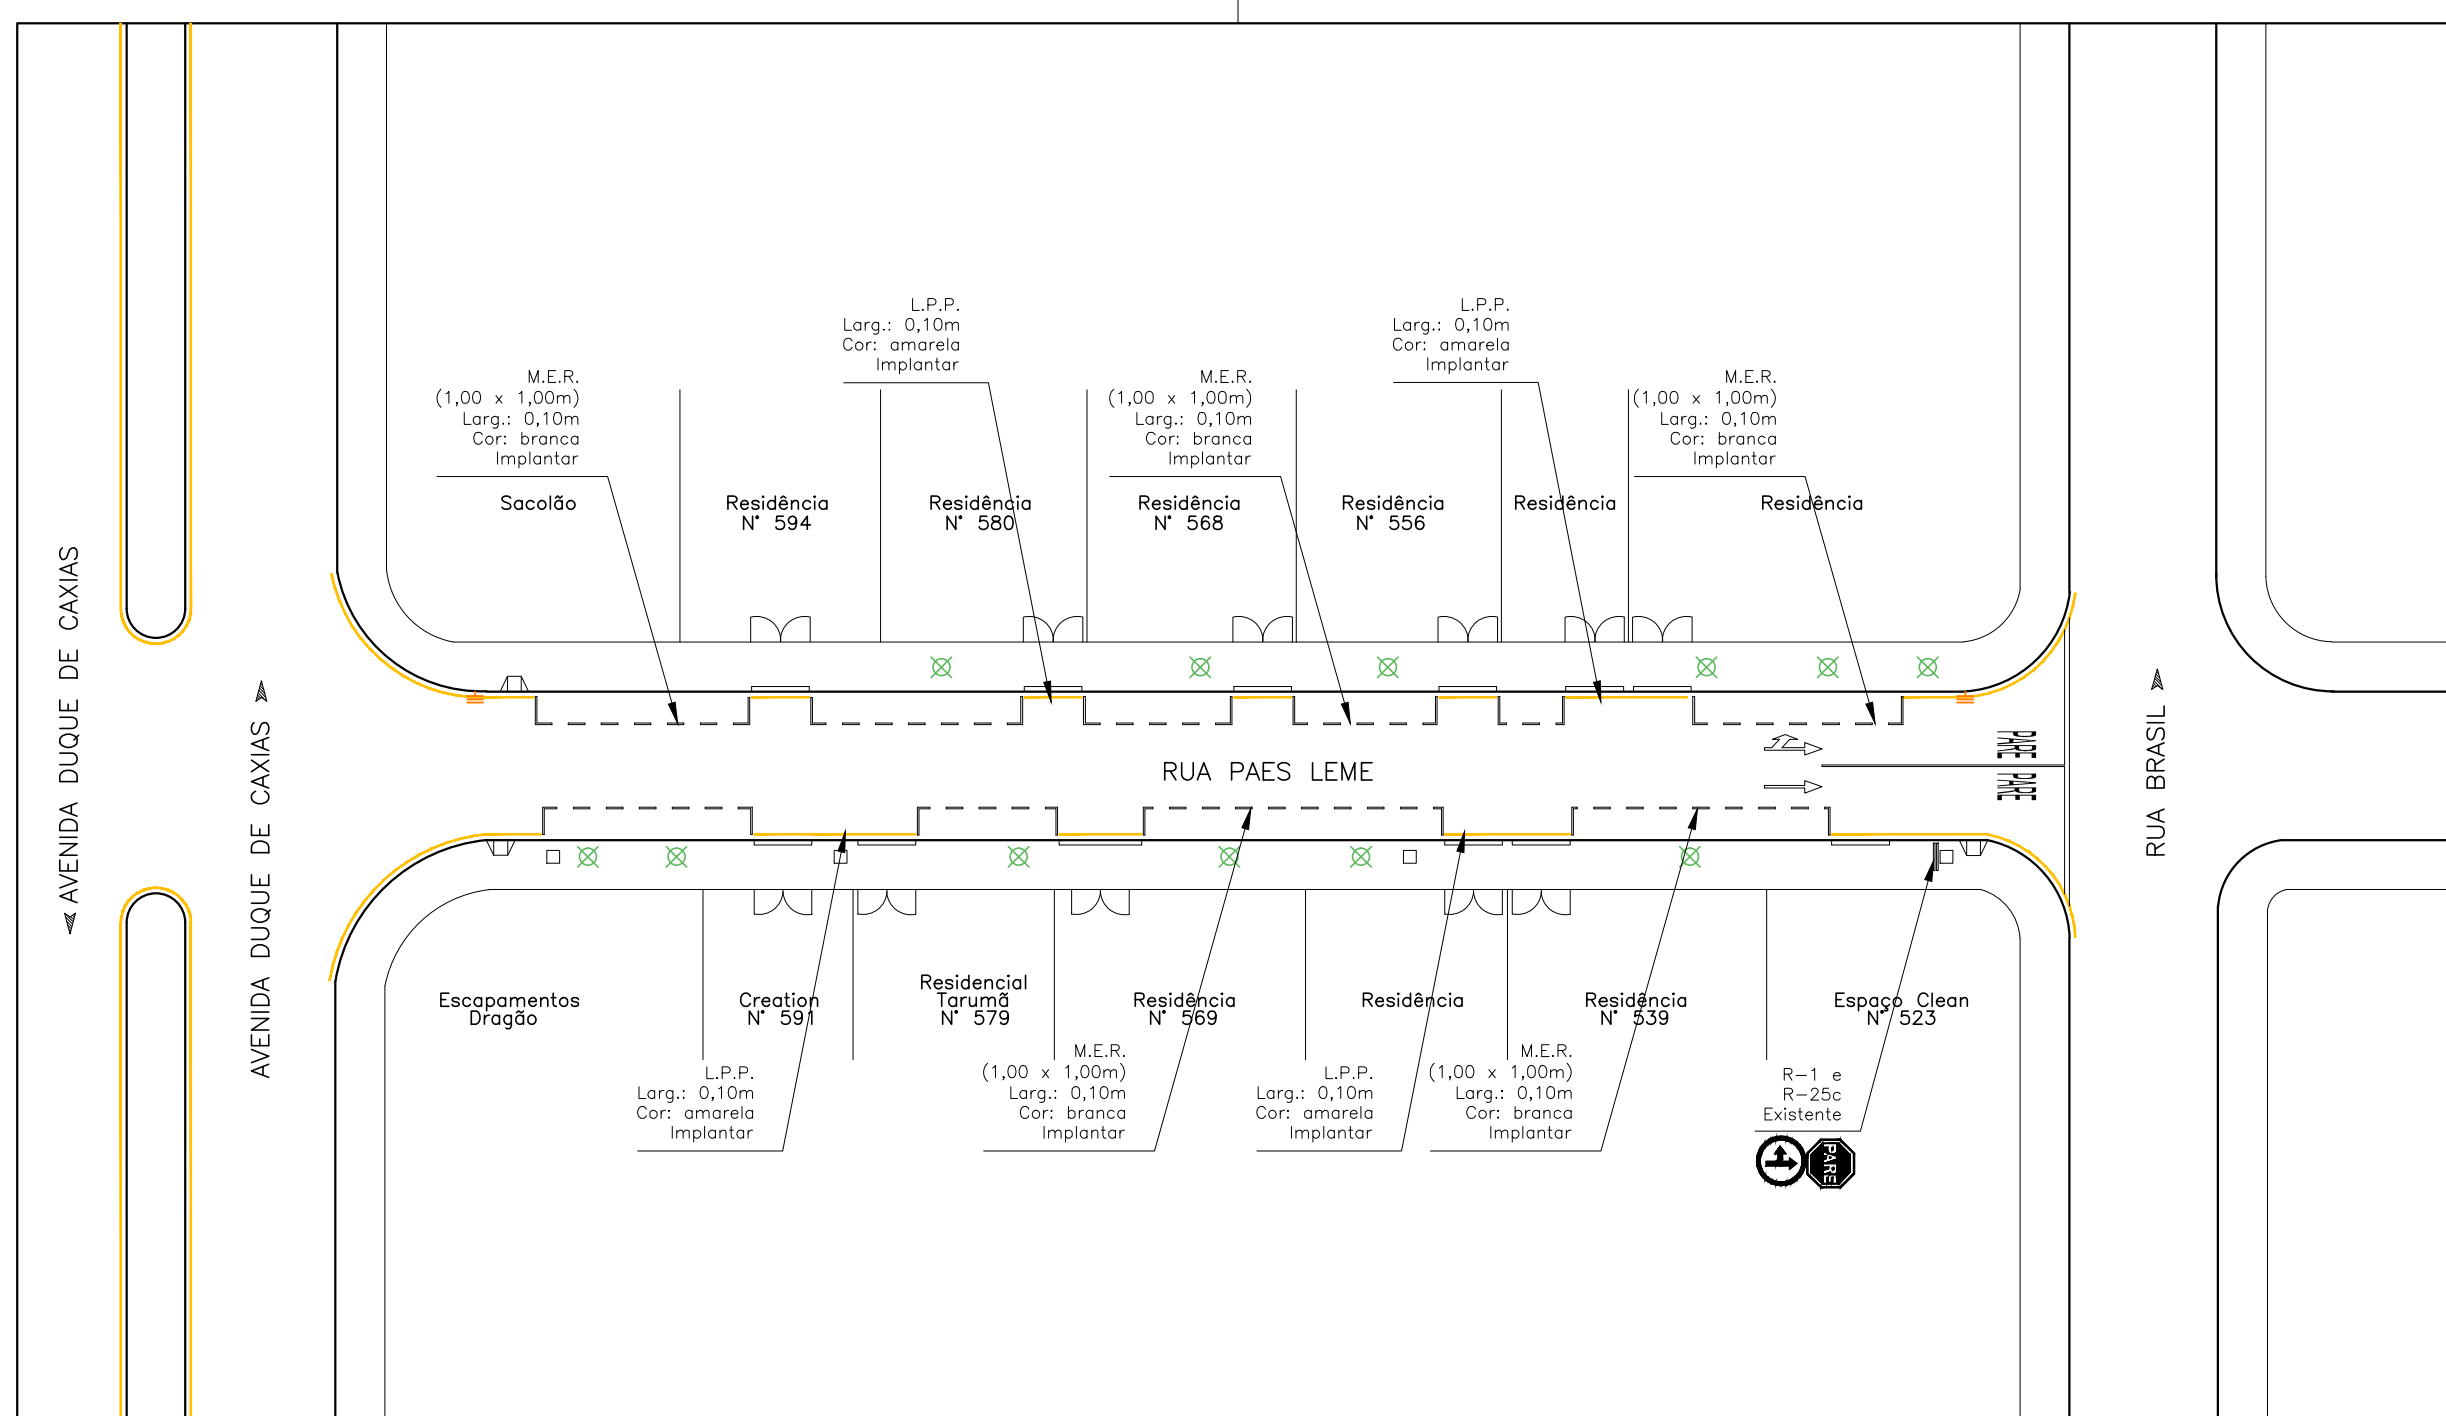 L.P.P.
Larg.: 0,10m
Cor: amarela
Implantar
L.P.P.
Larg.: 0,10m
Cor: amarela
Implantar
M.E.R.
(1,00 x 1,00m)
Larg.: 0,10m
Cor: branca
Implantar
M.E.R.
(1,00 x 1,00m)
Larg.: 0,10m
Cor: branca
Implantar
M.E.R.
(1,00 x 1,00m)
Larg.: 0,10m
Cor: branca
Implantar
Sacolão
Residência
N° 594
Residência
N° 580
Residência
N° 568
Residência
N° 556
Residência
Residência
AVENIDA DUQUE DE CAXIAS
AVENIDA DUQUE DE CAXIAS
RUA PAES LEME
PARE
PARE
RUA BRASIL
Escapamentos
Dragão
Creation
N° 591
Residencial
Tarumã
N° 579
Residência
N° 569
Residência
Residência
N° 539
Espaço Clean
N° 523
L.P.P.
Larg.: 0,10m
Cor: amarela
Implantar
M.E.R.
(1,00 x 1,00m)
Larg.: 0,10m
Cor: branca
Implantar
L.P.P.
Larg.: 0,10m
Cor: amarela
Implantar
M.E.R.
(1,00 x 1,00m)
Larg.: 0,10m
Cor: branca
Implantar
R-1 e
R-25c
Existente
PARE